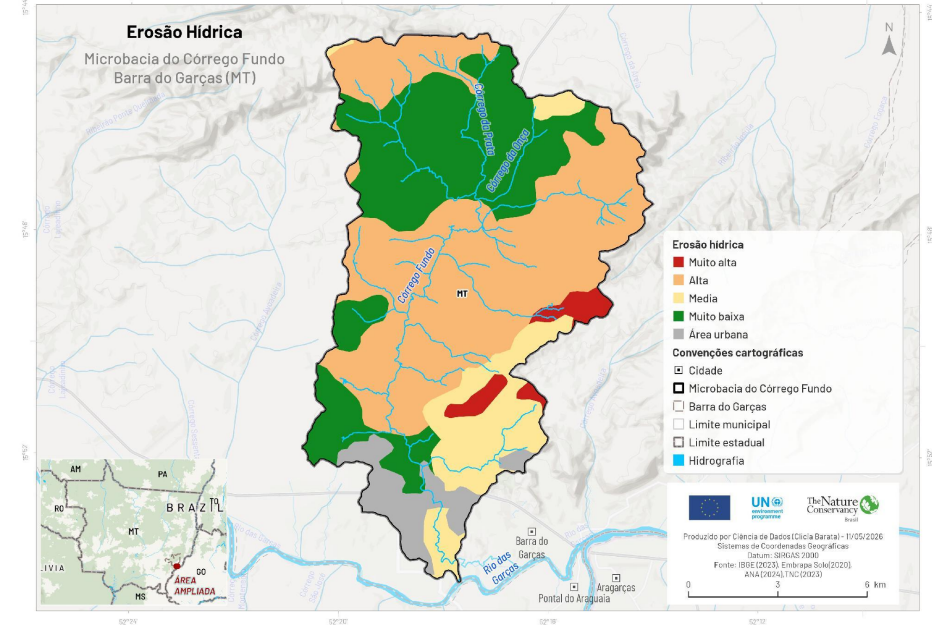 Erosão Hídrica
Microbacia do Córrego Fundo
Barra do Garças (MT)
N
Córrego da Prata
Córrego da Onça
Córrego Fundo
MT
Erosão hídrica
Muito alta
Alta
Media
Muito baixa
Área urbana
Convenções cartográficas
Cidade
Microbacia do Córrego Fundo
Barra do Garças
Limite municipal
Limite estadual
Hidrografia
AM
PA
RO
BRAZIL
TO
MT
LIVIA
GO
ÁREA
AMPLIADA
MS
Rio das
Garças
Barra do
Garças
Aragarças
Pontal do Araguaia
UN
environment
programme
The Nature
Conservancy
Brasil
Produzido por Ciência de Dados (Clicia Barata) - 11/05/2026
Sistemas de Coordenadas Geográficas
Datum: SIRGAS 2000
Fonte: IBGE (2023), Embrapa Solo(2020),
ANA (2024),TNC (2023)
0 3 6 km